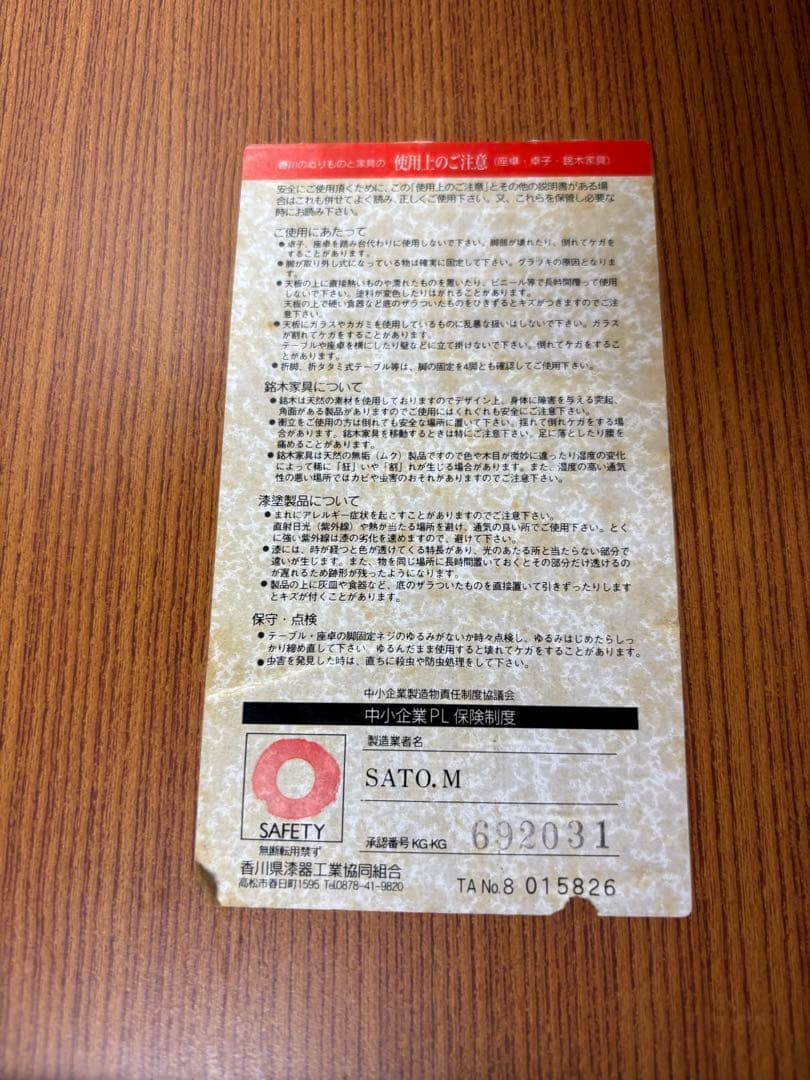 香川のぬりものと家具の 使用上のご注意 (座卓・卓子・銘木家具)
安全にご使用頂くために、この「使用上のご注意」とその他の説明書がある場
合はこれも併せてよく読み、正しくご使用下さい。又、これらを保管し必要な
時にお読み下さい。
ご使用にあたって
●卓子、座卓を踏み台代わりに使用しないで下さい。脚部が壊れたり、倒れてケガを
することがあります。
●脚が取り外し式になっている物は確実に固定して下さい。グラツキの原因となりま
す。
●天板の上に直接熱いものや濡れたものを置いたり、ビニール等で長時間覆って使用
しないで下さい。塗料が変色したりはがれることがあります。
天板の上で硬い食器など底のザラついたものをひきずるとキズがつきますのでご注
意下さい。
●天板にガラスやカガミを使用しているものに乱暴な扱いはしないで下さい。ガラス
が割れてケガをすることがあります。
テーブルや座卓を横にしたり壁などに立て掛けないで下さい。倒れてケガをするこ
とがあります。
●折脚、折タタミ式テーブル等は、脚の固定を4脚とも確認してご使用下さい。
銘木家具について
●銘木は天然の素材を使用しておりますのでデザイン上、身体に障害を与える突起、
角面がある製品がありますのでご使用にはくれぐれも安全にご注意下さい。
●衝立をご使用の方は倒れても安全な場所に置いて下さい。揺れて倒れケガをする場
合があります。銘木家具を移動するときは特にご注意下さい。足に落としたり腰を
痛めることがあります。
●銘木家具は天然の無垢(ムク)製品ですので色や木目が微妙に違ったり湿度の変化
によって稀に「狂」いや「割」れが生じる場合があります。また、湿度の高い通気
性の悪い場所ではカビや虫害のおそれがありますのでご注意下さい。
漆塗製品について
●まれにアレルギー症状を起こすことがありますのでご注意下さい。
直射日光(紫外線)や熱が当たる場所を避け、通気の良い所でご使用下さい。とく
に強い紫外線は漆の劣化を速めますので、避けて下さい。
●漆には、時が経つと色が透けてくる特長があり、光のあたる所と当たらない部分で
違いが生じます。また、物を同じ場所に長時間置いておくとその部分だけ透けるの
が遅れるため跡形が残ったようになります。
●製品の上に灰皿や食器など、底のザラついたものを直接置いて引きずったりします
とキズが付くことがあります。
保守・点検
●テーブル・座卓の脚固定ネジのゆるみがないか時々点検し、ゆるみはじめたらしっ
かり締め直して下さい。ゆるんだまま使用すると壊れてケガをすることがあります。
●虫害を発見した時は、直ちに殺虫や防虫処理をして下さい。
中小企業製造物責任制度協議会
中小企業PL保険制度
製造業者名
SATO.M
SAFETY
承認番号 KG-KG 692031
無断転用禁ず
香川県漆器工業協同組合
高松市春日町1595 Tel.0878-41-9820
TA No.8 015826